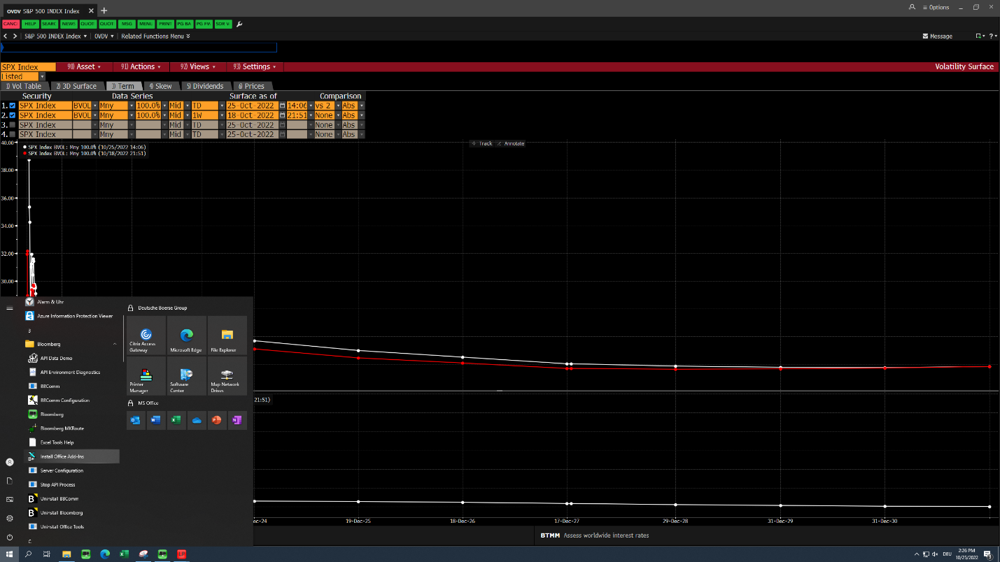 OVDV S&P 500 INDEX Index
Options
CANC HELP SEARC NEWS QUOT QUOT MSG MENU PRINT PG BA PG FW SDR V
S&P 500 INDEX Index OVDV Related Functions Menu
Message ?
SPX Index 90) Asset 91) Actions 92) Views 93) Settings Volatility Surface
Listed
1) Vol Table 2) 3D Surface 3) Term 4) Skew 5) Dividends 6) Prices
Security Data Series Surface as of Comparison
1. SPX Index BVOL Mny 100.0% Mid TD 25-Oct-2022 14:06 vs 2 Abs
2. SPX Index BVOL Mny 100.0% Mid 1W 18-Oct-2022 21:51 None Abs
3. SPX Index Mny Mid TD 25-Oct-2022 None Abs
4. SPX Index Mny Mid TD 25-Oct-2022 None Abs
Track Annotate
SPX Index BVOL: Mny 100.0% (10/25/2022 14:06)
SPX Index BVOL: Mny 100.0% (10/18/2022 21:51)
40.00
38.00
36.00
34.00
32.00
30.00
Alarm & Uhr
Azure Information Protection Viewer
B
Bloomberg
API Data Demo
API Environment Diagnostics
BBComm
BBComm Configuration
Bloomberg
Bloomberg MKRoute
Excel Tools Help
Install Office Add-Ins
Server Configuration
Stop API Process
Uninstall BBComm
Uninstall Bloomberg
Uninstall Office Tools
C
Deutsche Boerse Group
Citrix Access Gateway
Microsoft Edge
File Explorer
Printer Manager
Software Center
Map Network Drives
MS Office
21:51)
ec-24 19-Dec-25 18-Dec-26 17-Dec-27 29-Dec-28 31-Dec-29 31-Dec-30
BTMM Assess worldwide interest rates
LP
DEU
2:26 PM
10/25/2022
3